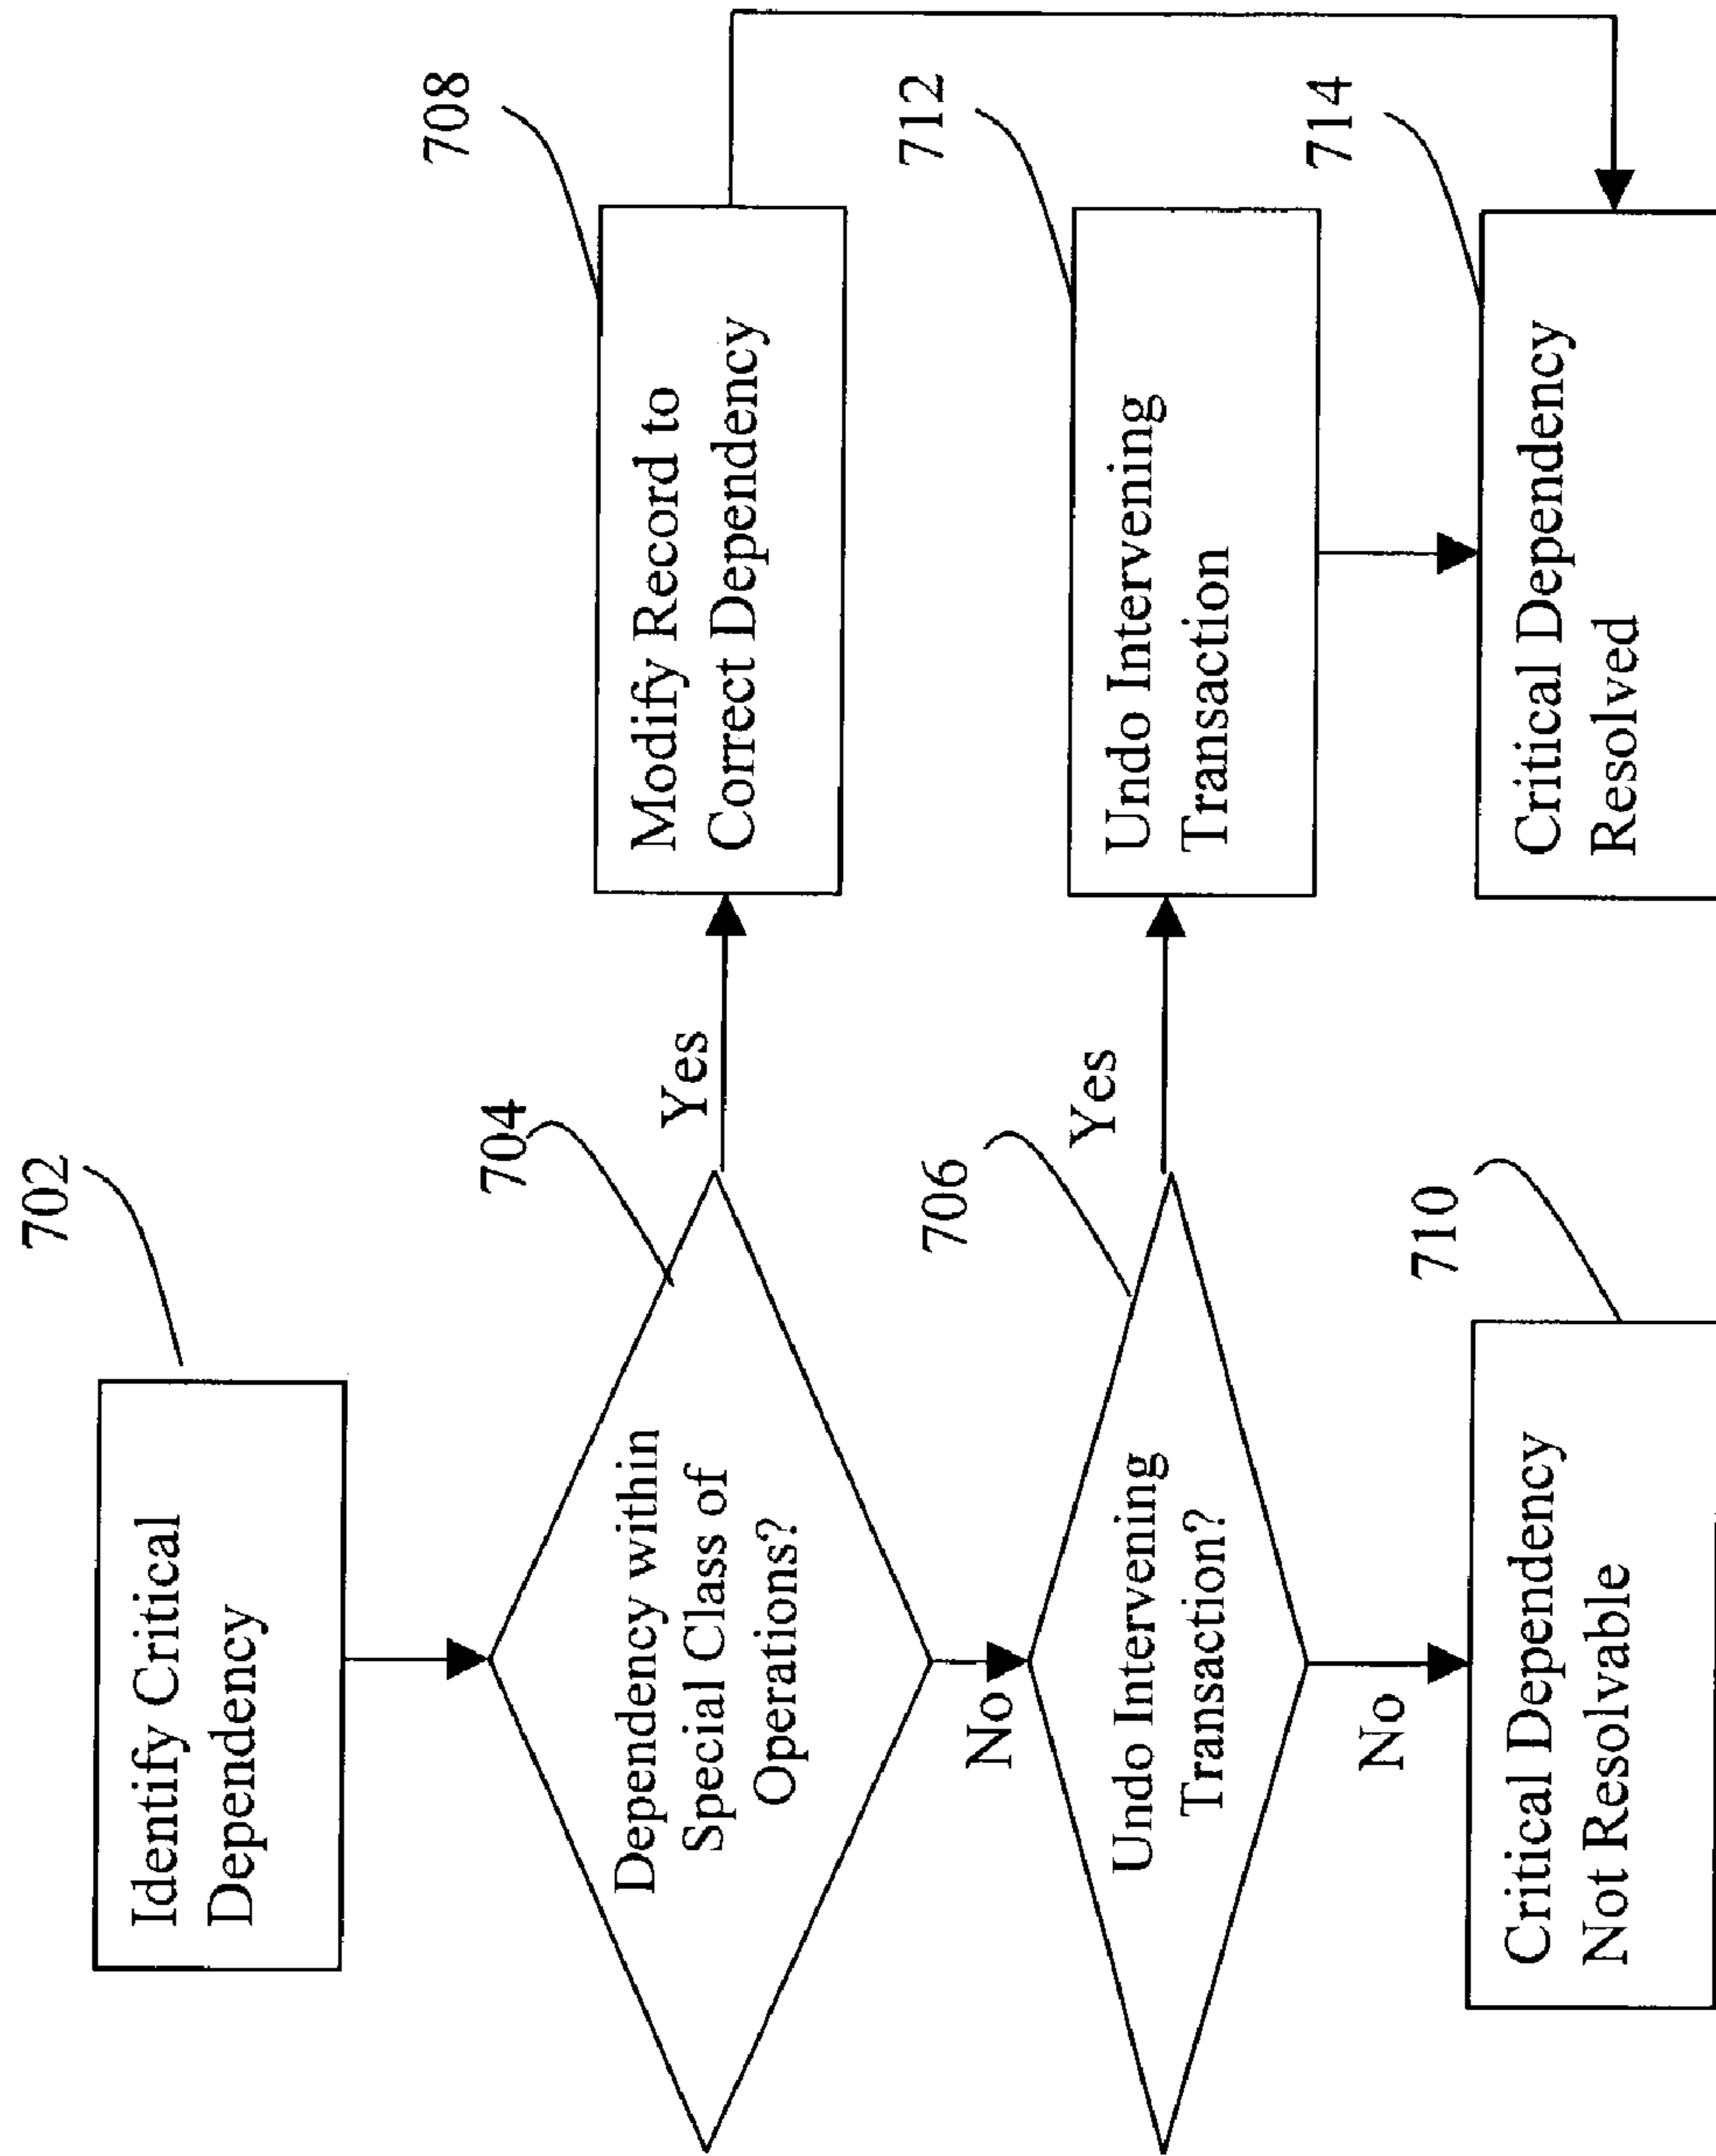 702
Identify Critical
Dependency
704
Dependency within
Special Class of
Operations?
Yes
708
Modify Record to
Correct Dependency
No
706
Undo Intervening
Transaction?
Yes
712
Undo Intervening
Transaction
No
710
Critical Dependency
Not Resolvable
714
Critical Dependency
Resolved